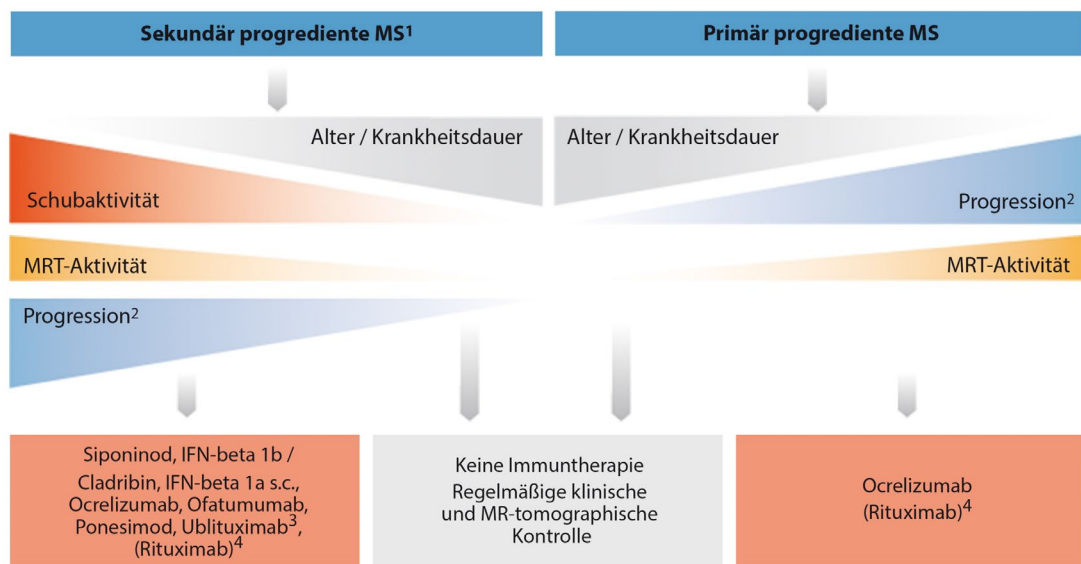 Sekundär progrediente MS¹
Primär progrediente MS
Alter / Krankheitsdauer
Alter / Krankheitsdauer
Schubaktivität
Progression²
MRT-Aktivität
MRT-Aktivität
Progression²
Siponinod, IFN-beta 1b /
Cladribin, IFN-beta 1a s.c.,
Ocrelizumab, Ofatumumab,
Ponesimod, Ublituximab³,
(Rituximab)⁴
Keine Immuntherapie
Regelmäßige klinische
und MR-tomographische
Kontrolle
Ocrelizumab
(Rituximab)⁴